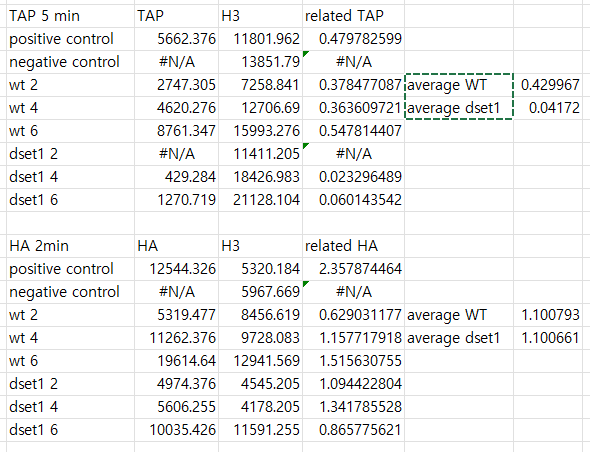 TAP 5 min TAP H3 related TAP
positive control 5662.376 11801.962 0.479782599
negative control #N/A 13851.79 #N/A
wt 2 2747.305 7258.841 0.378477087 average WT 0.429967
wt 4 4620.276 12706.69 0.363609721 average dset1 0.04172
wt 6 8761.347 15993.276 0.547814407
dset1 2 #N/A 11411.205 #N/A
dset1 4 429.284 18426.983 0.023296489
dset1 6 1270.719 21128.104 0.060143542
HA 2min HA H3 related HA
positive control 12544.326 5320.184 2.357874464
negative control #N/A 5967.669 #N/A
wt 2 5319.477 8456.619 0.629031177 average WT 1.100793
wt 4 11262.376 9728.083 1.157717918 average dset1 1.100661
wt 6 19614.64 12941.569 1.515630755
dset1 2 4974.376 4545.205 1.094422804
dset1 4 5606.255 4178.205 1.341785528
dset1 6 10035.426 11591.255 0.865775621